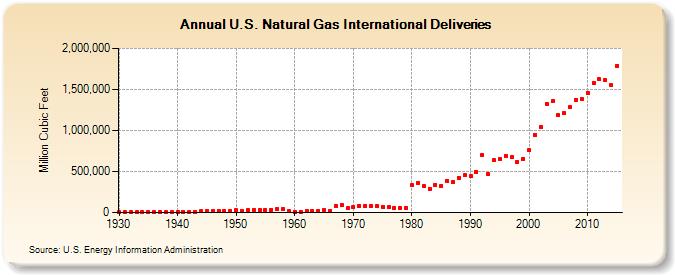 Annual U.S. Natural Gas International Deliveries
Million Cubic Feet
2,000,000
1,500,000
1,000,000
500,000
0
1930 1940 1950 1960 1970 1980 1990 2000 2010
Source: U.S. Energy Information Administration